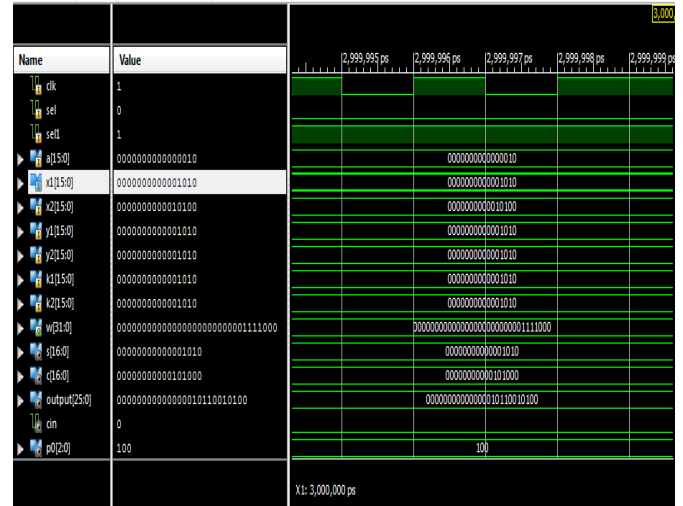 3,000,
Name Value
2,999,995 ps 2,999,996 ps 2,999,997 ps 2,999,998 ps 2,999,999 ps
clk 1
sel 0
sel1 1
a[15:0] 0000000000000010 0000000000000010
x1[15:0] 0000000000001010 0000000000001010
x2[15:0] 0000000000010100 0000000000010100
y1[15:0] 0000000000001010 0000000000001010
y2[15:0] 0000000000001010 0000000000001010
k1[15:0] 0000000000001010 0000000000001010
k2[15:0] 0000000000001010 0000000000001010
w[31:0] 00000000000000000000000001111000 00000000000000000000000001111000
s[16:0] 00000000000001010 00000000000001010
c[16:0] 00000000000101000 00000000000101000
output[25:0] 00000000000000010110010100 00000000000000010110010100
cin 0
p0[2:0] 100 100
X1: 3,000,000 ps